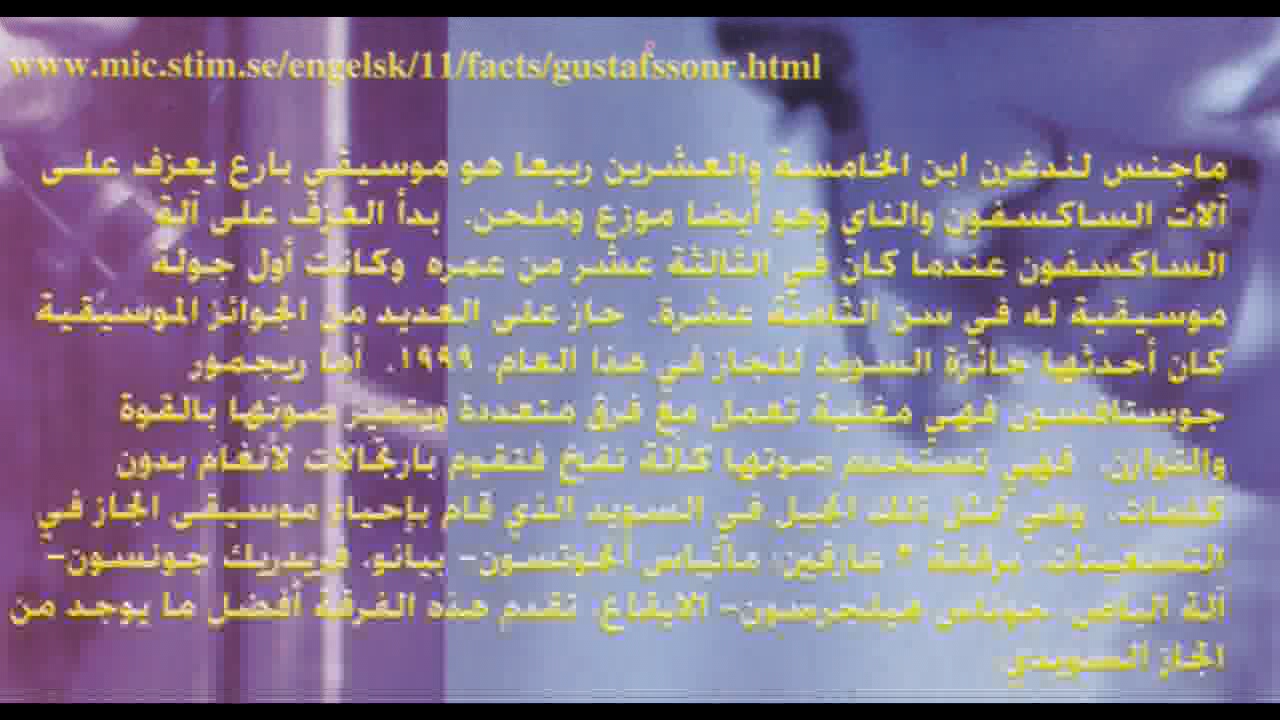 www.mic.stim.se/engelsk/11/facts/gustafssonr.html
ماجنس لندغرن ابن الخامسة والعشرين ربيعا هو موسيقي بارع يعزف على
آلات الساكسفون والناي وهو أيضا موزع وملحن. بدأ العزف على آلة
الساكسفون عندما كان في الثالثة عشر من عمره وكانت أول جولة
موسيقية له في سن الثامنة عشرة. حاز على العديد من الجوائز الموسيقية
كان أحدثها جائزة السويد للجاز في هذا العام، ١٩٩٩. أما ريجمور
جوستافسون فهي مغنية تعمل مع فرق متعددة ويتميز صوتها بالقوة
والتوازن. فهي تستخدم صوتها كآلة نفخ فتقوم بارتجالات لأنغام بدون
كلمات. وهي تمثل ذلك الجيل في السويد الذي قام بإحياء موسيقى الجاز في
التسعينات. برفقة ٣ عازفين، ماتياس ألجوتسون- بيانو، فريدريك جونسون-
آلة الباص، جوناس هولجرسون- الايقاع، تقدم هذه الفرقة أفضل ما يوجد من
الجاز السويدي.